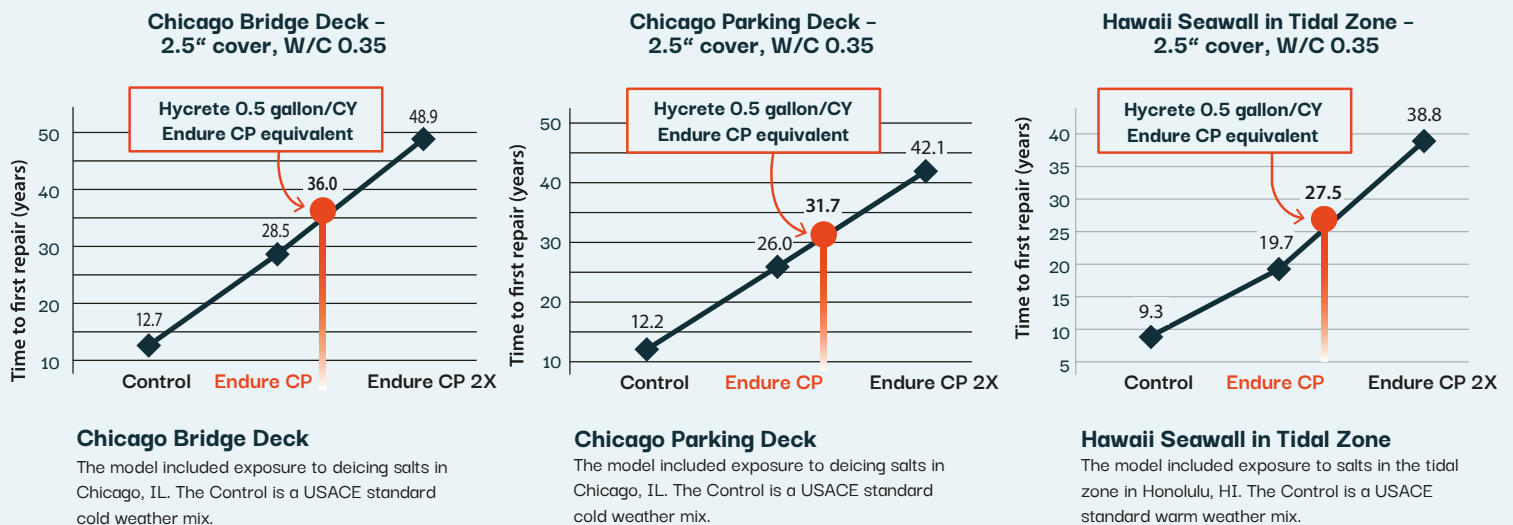 Chicago Bridge Deck –
2.5“ cover, W/C 0.35
Hycrete 0.5 gallon/CY
Endure CP equivalent
Time to first repair (years)
50
40
30
20
10
12.7
28.5
36.0
48.9
Control
Endure CP
Endure CP 2X
Chicago Bridge Deck
The model included exposure to deicing salts in
Chicago, IL. The Control is a USACE standard
cold weather mix.
Chicago Parking Deck –
2.5“ cover, W/C 0.35
Hycrete 0.5 gallon/CY
Endure CP equivalent
Time to first repair (years)
50
40
30
20
10
12.2
26.0
31.7
42.1
Control
Endure CP
Endure CP 2X
Chicago Parking Deck
The model included exposure to deicing salts in
Chicago, IL. The Control is a USACE standard
cold weather mix.
Hawaii Seawall in Tidal Zone –
2.5“ cover, W/C 0.35
Hycrete 0.5 gallon/CY
Endure CP equivalent
Time to first repair (years)
40
30
25
20
15
10
5
9.3
19.7
27.5
38.8
Control
Endure CP
Endure CP 2X
Hawaii Seawall in Tidal Zone
The model included exposure to salts in the tidal
zone in Honolulu, HI. The Control is a USACE
standard warm weather mix.